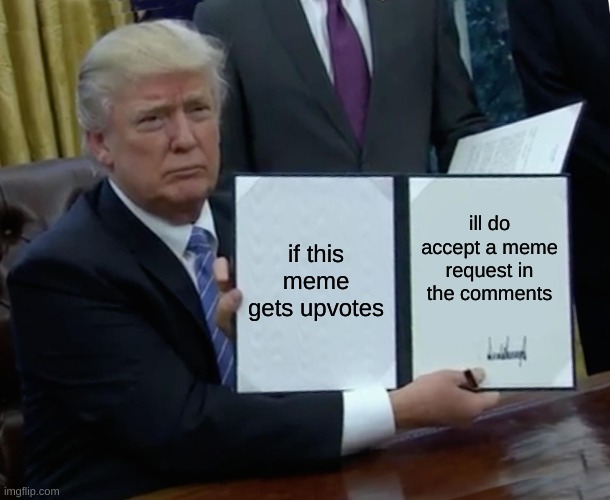 if this
meme
gets upvotes
ill do
accept a meme
request in
the comments
imgflip.com